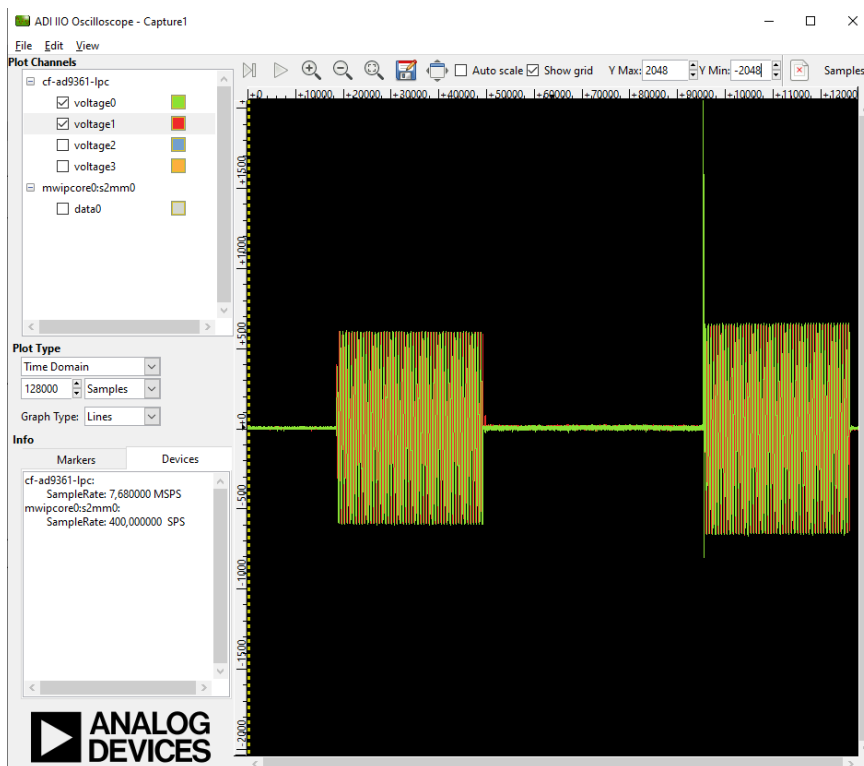 ADI IIO Oscilloscope - Capture1
File Edit View
Plot Channels
Auto scale Show grid Y Max: 2048 Y Min: -2048 Samples
cf-ad9361-lpc
voltage0
voltage1
voltage2
voltage3
mwipcore0:s2mm0
data0
+0 +10000, +20000, +30000, +40000, +50000, +60000, +70000, +80000, +90000, +10000, +11000, +12000
+1500
+1000
+500
+0
-500
-1000
-1500
-2000
Plot Type
Time Domain
128000 Samples
Graph Type: Lines
Info
Markers Devices
cf-ad9361-lpc:
SampleRate: 7,680000 MSPS
mwipcore0:s2mm0:
SampleRate: 400,000000 SPS
ANALOG
DEVICES